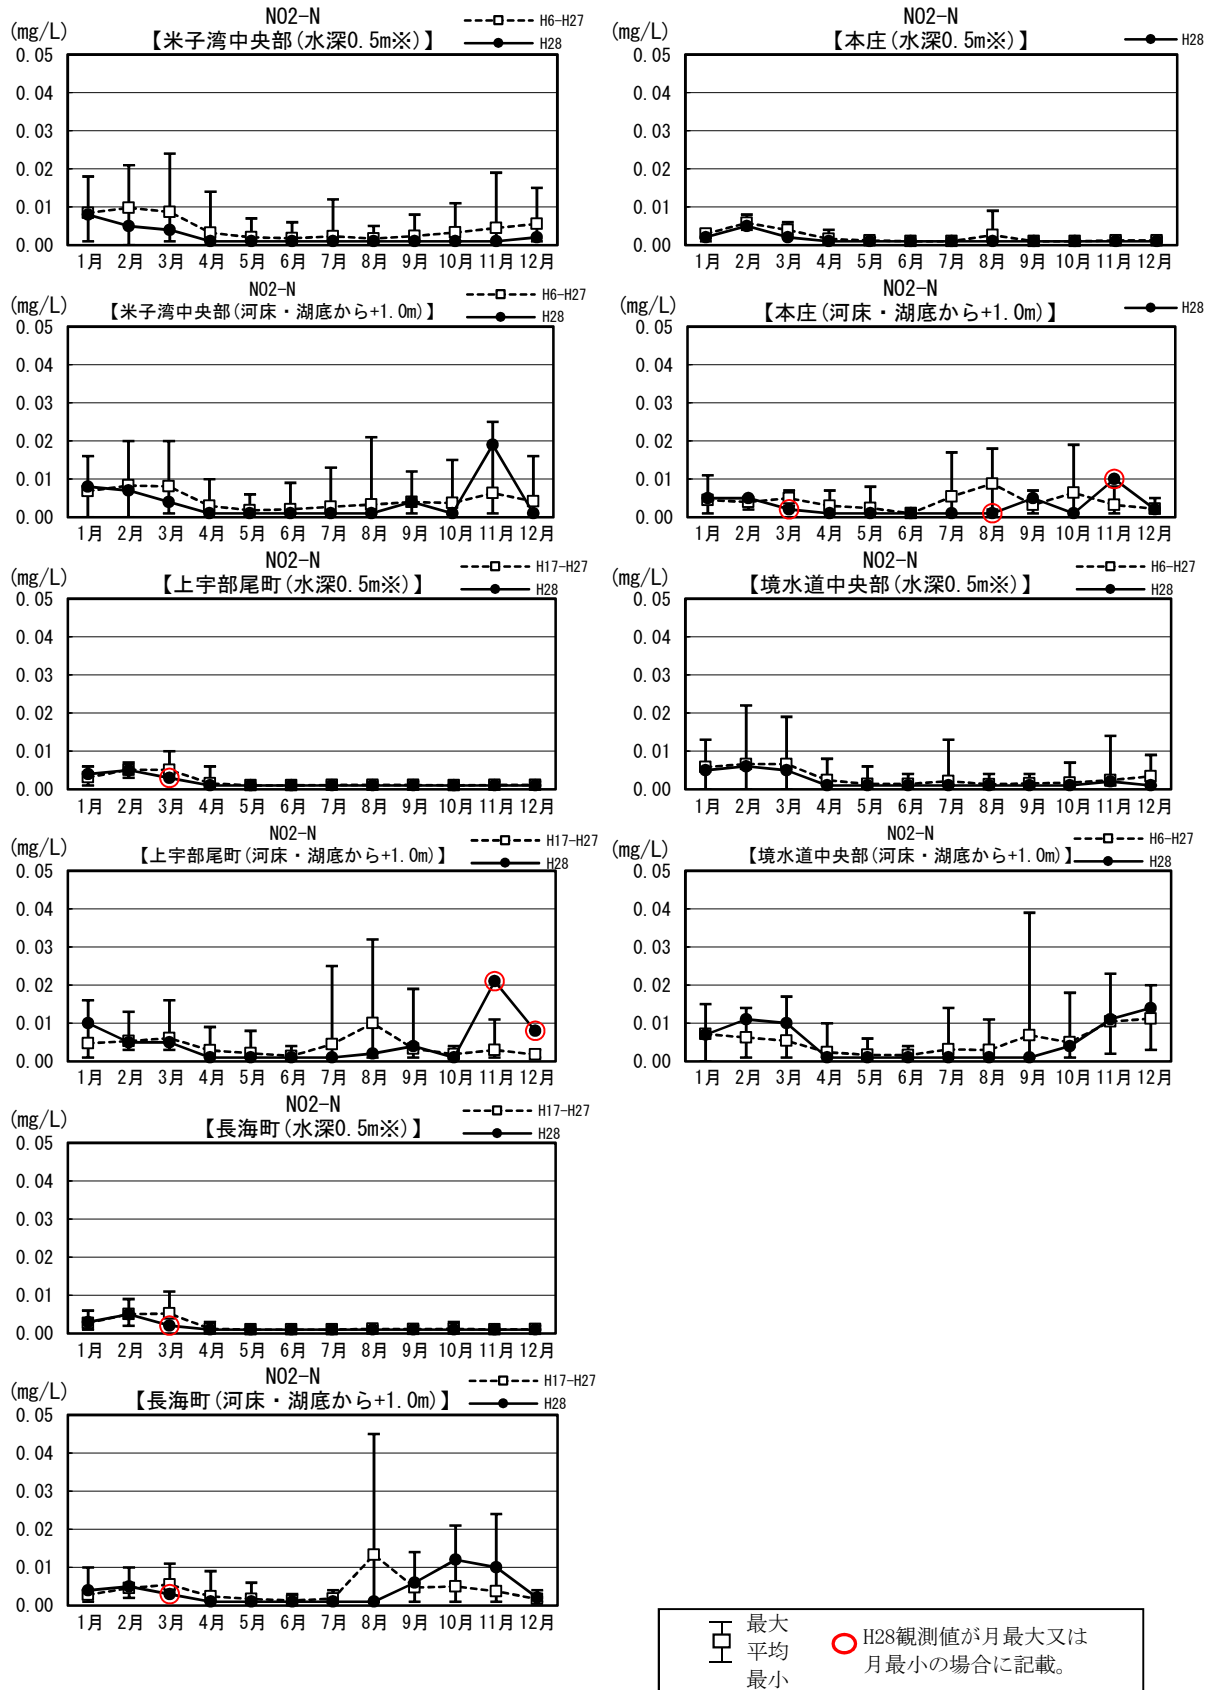 NO2-N
【米子湾中央部(水深0.5m※)】
(mg/L)
H6-H27
H28
0.05
0.04
0.03
0.02
0.01
0.00
1月 2月 3月 4月 5月 6月 7月 8月 9月 10月 11月 12月
NO2-N
【本庄(水深0.5m※)】
(mg/L)
H28
0.05
0.04
0.03
0.02
0.01
0.00
1月 2月 3月 4月 5月 6月 7月 8月 9月 10月 11月 12月
NO2-N
【米子湾中央部(河床・湖底から+1.0m)】
(mg/L)
H6-H27
H28
0.05
0.04
0.03
0.02
0.01
0.00
1月 2月 3月 4月 5月 6月 7月 8月 9月 10月 11月 12月
NO2-N
【本庄(河床・湖底から+1.0m)】
(mg/L)
H28
0.05
0.04
0.03
0.02
0.01
0.00
1月 2月 3月 4月 5月 6月 7月 8月 9月 10月 11月 12月
NO2-N
【上宇部尾町(水深0.5m※)】
(mg/L)
H17-H27
H28
0.05
0.04
0.03
0.02
0.01
0.00
1月 2月 3月 4月 5月 6月 7月 8月 9月 10月 11月 12月
NO2-N
【境水道中央部(水深0.5m※)】
(mg/L)
H6-H27
H28
0.05
0.04
0.03
0.02
0.01
0.00
1月 2月 3月 4月 5月 6月 7月 8月 9月 10月 11月 12月
NO2-N
【上宇部尾町(河床・湖底から+1.0m)】
(mg/L)
H17-H27
H28
0.05
0.04
0.03
0.02
0.01
0.00
1月 2月 3月 4月 5月 6月 7月 8月 9月 10月 11月 12月
NO2-N
【境水道中央部(河床・湖底から+1.0m)】
(mg/L)
H6-H27
H28
0.05
0.04
0.03
0.02
0.01
0.00
1月 2月 3月 4月 5月 6月 7月 8月 9月 10月 11月 12月
NO2-N
【長海町(水深0.5m※)】
(mg/L)
H17-H27
H28
0.05
0.04
0.03
0.02
0.01
0.00
1月 2月 3月 4月 5月 6月 7月 8月 9月 10月 11月 12月
NO2-N
【長海町(河床・湖底から+1.0m)】
(mg/L)
H17-H27
H28
0.05
0.04
0.03
0.02
0.01
0.00
1月 2月 3月 4月 5月 6月 7月 8月 9月 10月 11月 12月
最大
平均
最小
H28観測値が月最大又は
月最小の場合に記載。